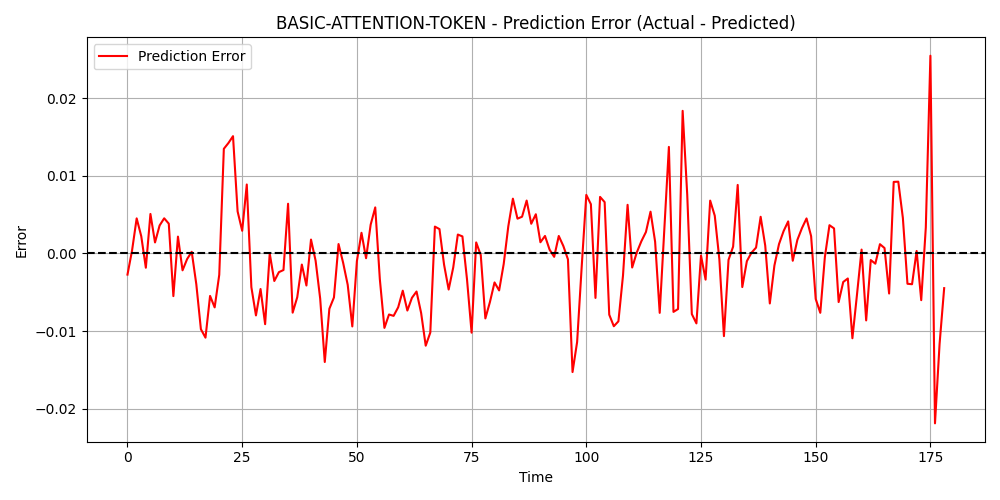 BASIC-ATTENTION-TOKEN - Prediction Error (Actual - Predicted)
Prediction Error
Error
0.02
0.01
0.00
−0.01
−0.02
0 25 50 75 100 125 150 175
Time